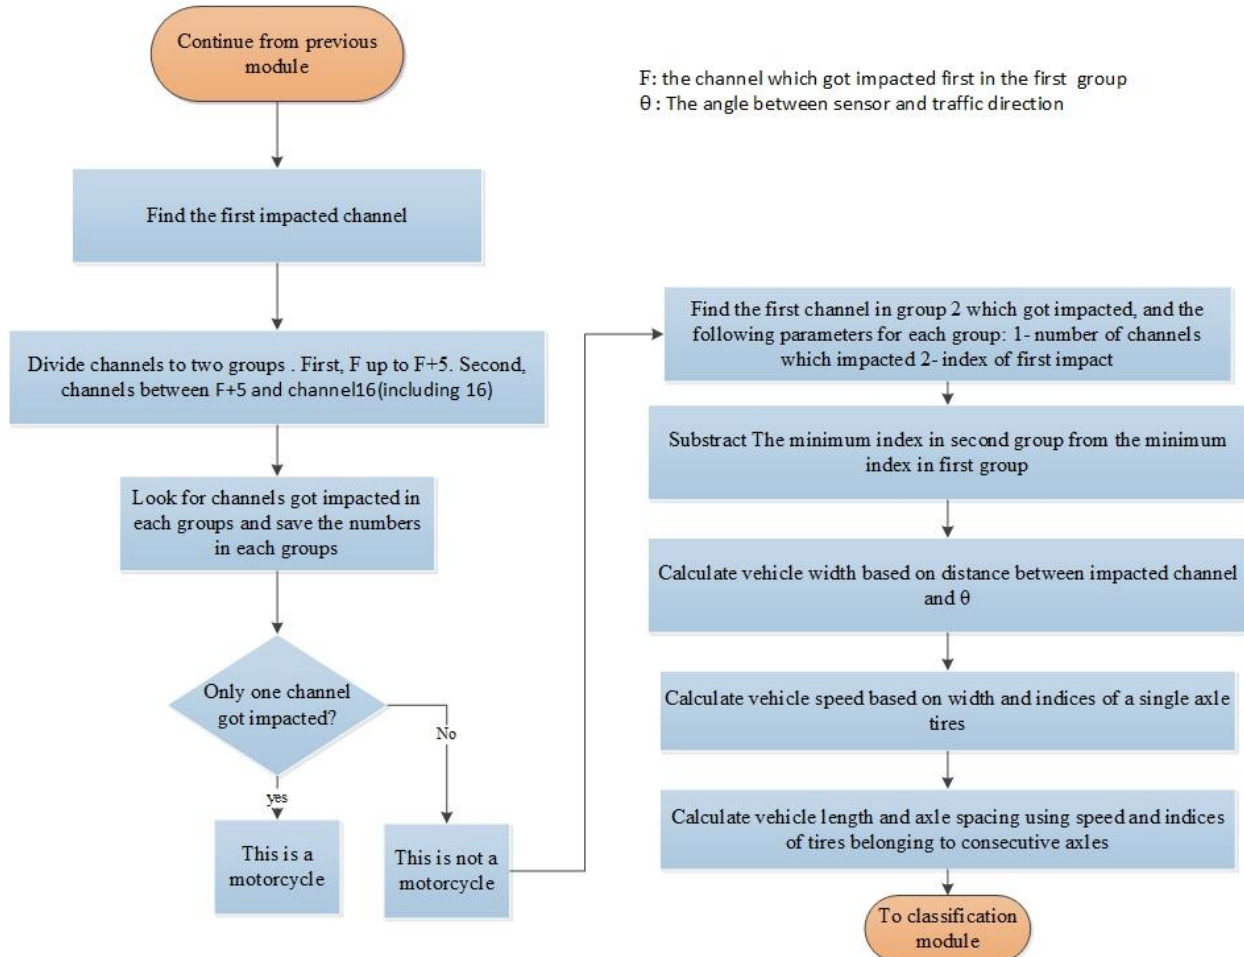 Continue from previous
module
F: the channel which got impacted first in the first group
θ : The angle between sensor and traffic direction
Find the first impacted channel
Divide channels to two groups . First, F up to F+5. Second,
channels between F+5 and channel16(including 16)
Look for channels got impacted in
each groups and save the numbers
in each groups
Only one channel
got impacted?
No
yes
This is a
motorcycle
This is not a
motorcycle
Find the first channel in group 2 which got impacted, and the
following parameters for each group: 1- number of channels
which impacted 2- index of first impact
Substract The minimum index in second group from the minimum
index in first group
Calculate vehicle width based on distance between impacted channel
and θ
Calculate vehicle speed based on width and indices of a single axle
tires
Calculate vehicle length and axle spacing using speed and indices
of tires belonging to consecutive axles
To classification
module